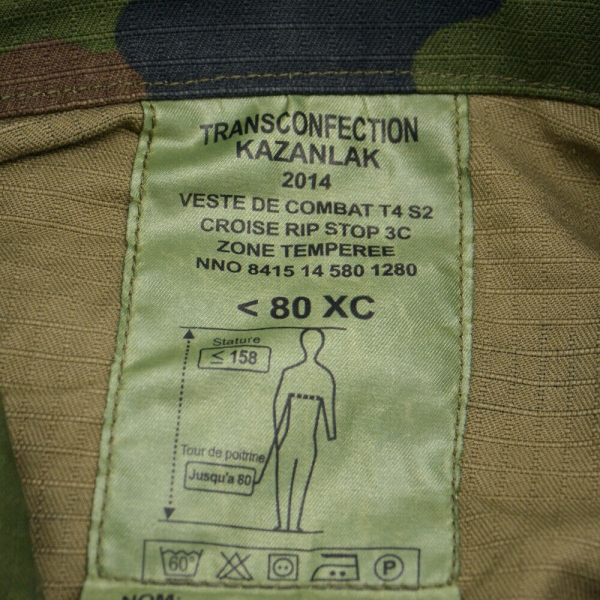 TRANSCONFECTION
KAZANLAK
2014
VESTE DE COMBAT T4 S2
CROISE RIP STOP 3C
ZONE TEMPEREE
NNO 8415 14 580 1280
< 80 XC
Stature
≤ 158
Tour de poitrine
Jusqu'a 80
60°
P
NOM: